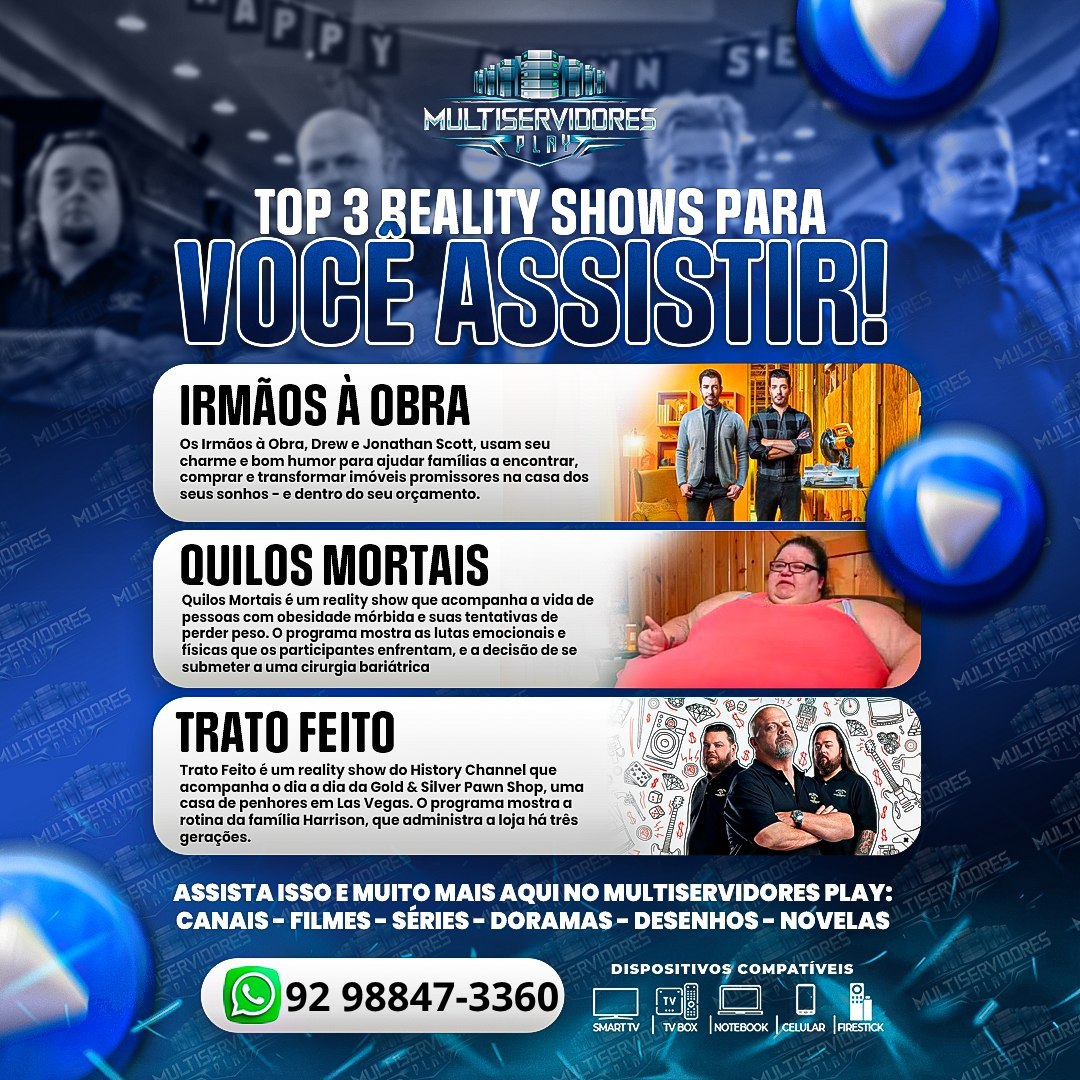 HAPPY
MULTISERVIDORES
PLAY
TOP 3 REALITY SHOWS PARA
VOCÊ ASSISTIR!
IRMÃOS À OBRA
Os Irmãos à Obra, Drew e Jonathan Scott, usam seu
charme e bom humor para ajudar famílias a encontrar,
comprar e transformar imóveis promissores na casa dos
seus sonhos - e dentro do seu orçamento.
QUILOS MORTAIS
Quilos Mortais é um reality show que acompanha a vida de
pessoas com obesidade mórbida e suas tentativas de
perder peso. O programa mostra as lutas emocionais e
físicas que os participantes enfrentam, e a decisão de se
submeter a uma cirurgia bariátrica
TRATO FEITO
Trato Feito é um reality show do History Channel que
acompanha o dia a dia da Gold & Silver Pawn Shop, uma
casa de penhores em Las Vegas. O programa mostra a
rotina da família Harrison, que administra a loja há três
gerações.
ASSISTA ISSO E MUITO MAIS AQUI NO MULTISERVIDORES PLAY:
CANAIS - FILMES - SÉRIES - DORAMAS - DESENHOS - NOVELAS
92 98847-3360
DISPOSITIVOS COMPATÍVEIS
TV
SMART TV | TV BOX | NOTEBOOK | CELULAR | FIRESTICK